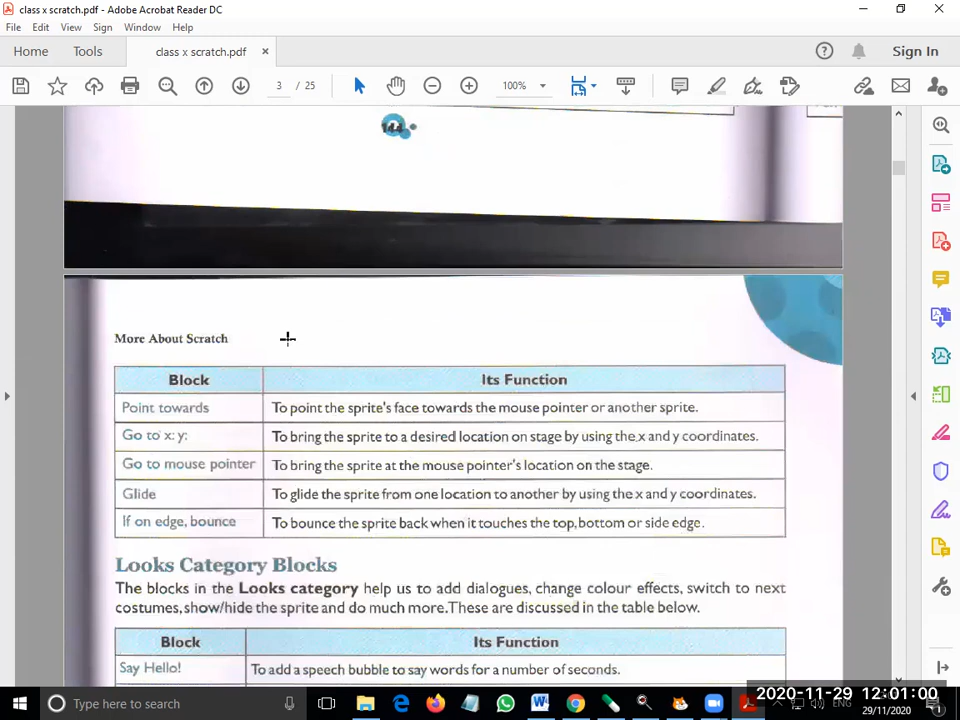 class x scratch.pdf - Adobe Acrobat Reader DC
File Edit View Sign Window Help
Home Tools class x scratch.pdf × Sign In
3 / 25 100%
144
More About Scratch
Block Its Function
Point towards To point the sprite's face towards the mouse pointer or another sprite.
Go to x: y: To bring the sprite to a desired location on stage by using the x and y coordinates.
Go to mouse pointer To bring the sprite at the mouse pointer's location on the stage.
Glide To glide the sprite from one location to another by using the x and y coordinates.
If on edge, bounce To bounce the sprite back when it touches the top, bottom or side edge.
Looks Category Blocks
The blocks in the Looks category help us to add dialogues, change colour effects, switch to next
costumes, show/hide the sprite and do much more. These are discussed in the table below.
Block Its Function
Say Hello! To add a speech bubble to say words for a number of seconds.
Type here to search
2020-11-29 12:01:00
ENG
29/11/2020